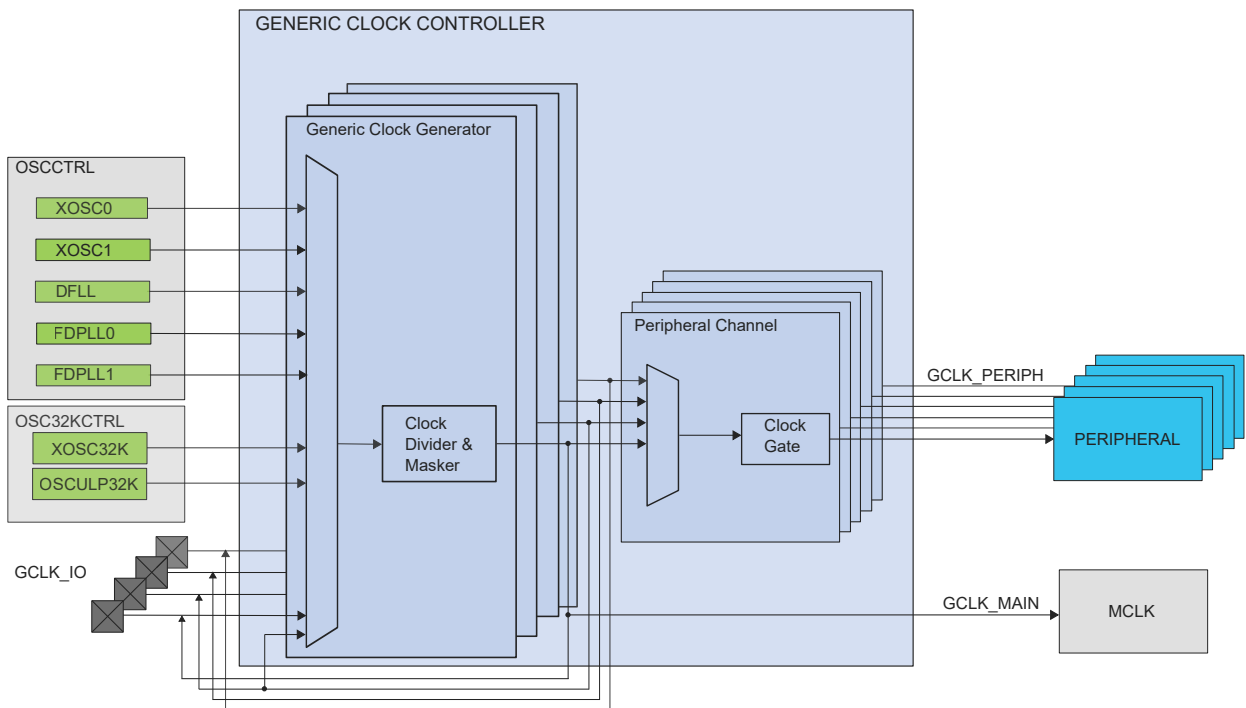 GENERIC CLOCK CONTROLLER
Generic Clock Generator
OSCCTRL
XOSC0
XOSC1
DFLL
FDPLL0
FDPLL1
OSC32KCTRL
XOSC32K
OSCULP32K
GCLK_IO
Clock
Divider &
Masker
Peripheral Channel
Clock
Gate
GCLK_PERIPH
PERIPHERAL
GCLK_MAIN
MCLK